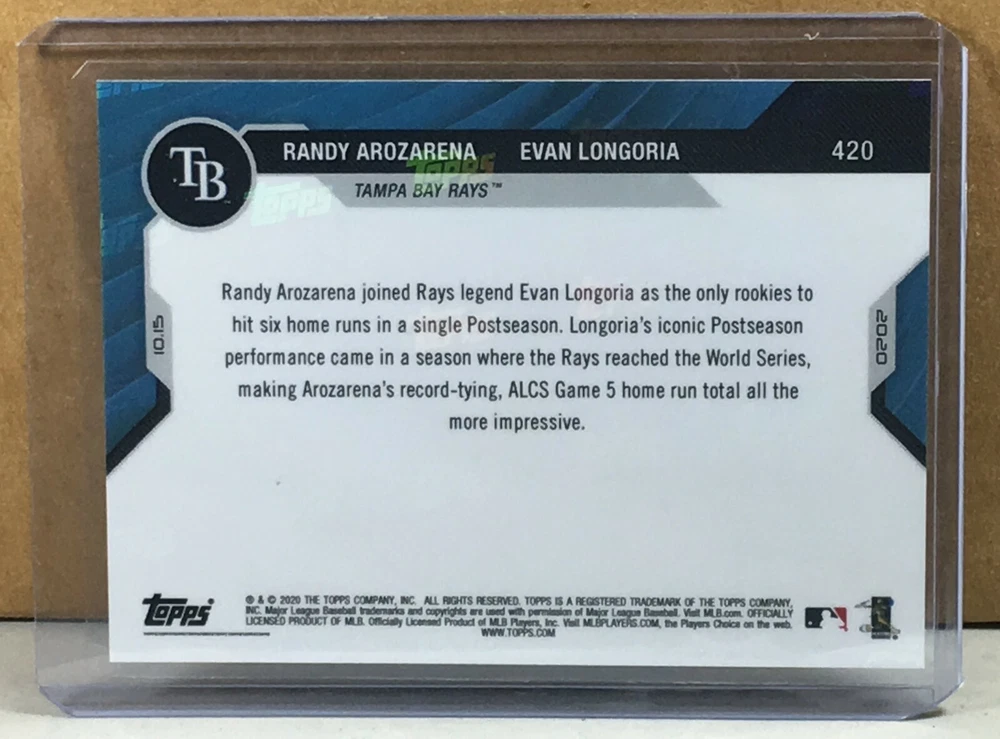 TB
RANDY AROZARENA EVAN LONGORIA 420
TAMPA BAY RAYS™
Randy Arozarena joined Rays legend Evan Longoria as the only rookies to
hit six home runs in a single Postseason. Longoria's iconic Postseason
performance came in a season where the Rays reached the World Series,
making Arozarena's record-tying, ALCS Game 5 home run total all the
more impressive.
10.15
2020
topps
® & © 2020 THE TOPPS COMPANY, INC. ALL RIGHTS RESERVED. TOPPS IS A REGISTERED TRADEMARK OF THE TOPPS COMPANY,
INC. Major League Baseball trademarks and copyrights are used with permission of Major League Baseball. Visit MLB.com. OFFICIALLY
LICENSED PRODUCT OF MLB. Officially Licensed Product of MLB Players, Inc. Visit MLBPLAYERS.COM, the Players Choice on the web.
WWW.TOPPS.COM